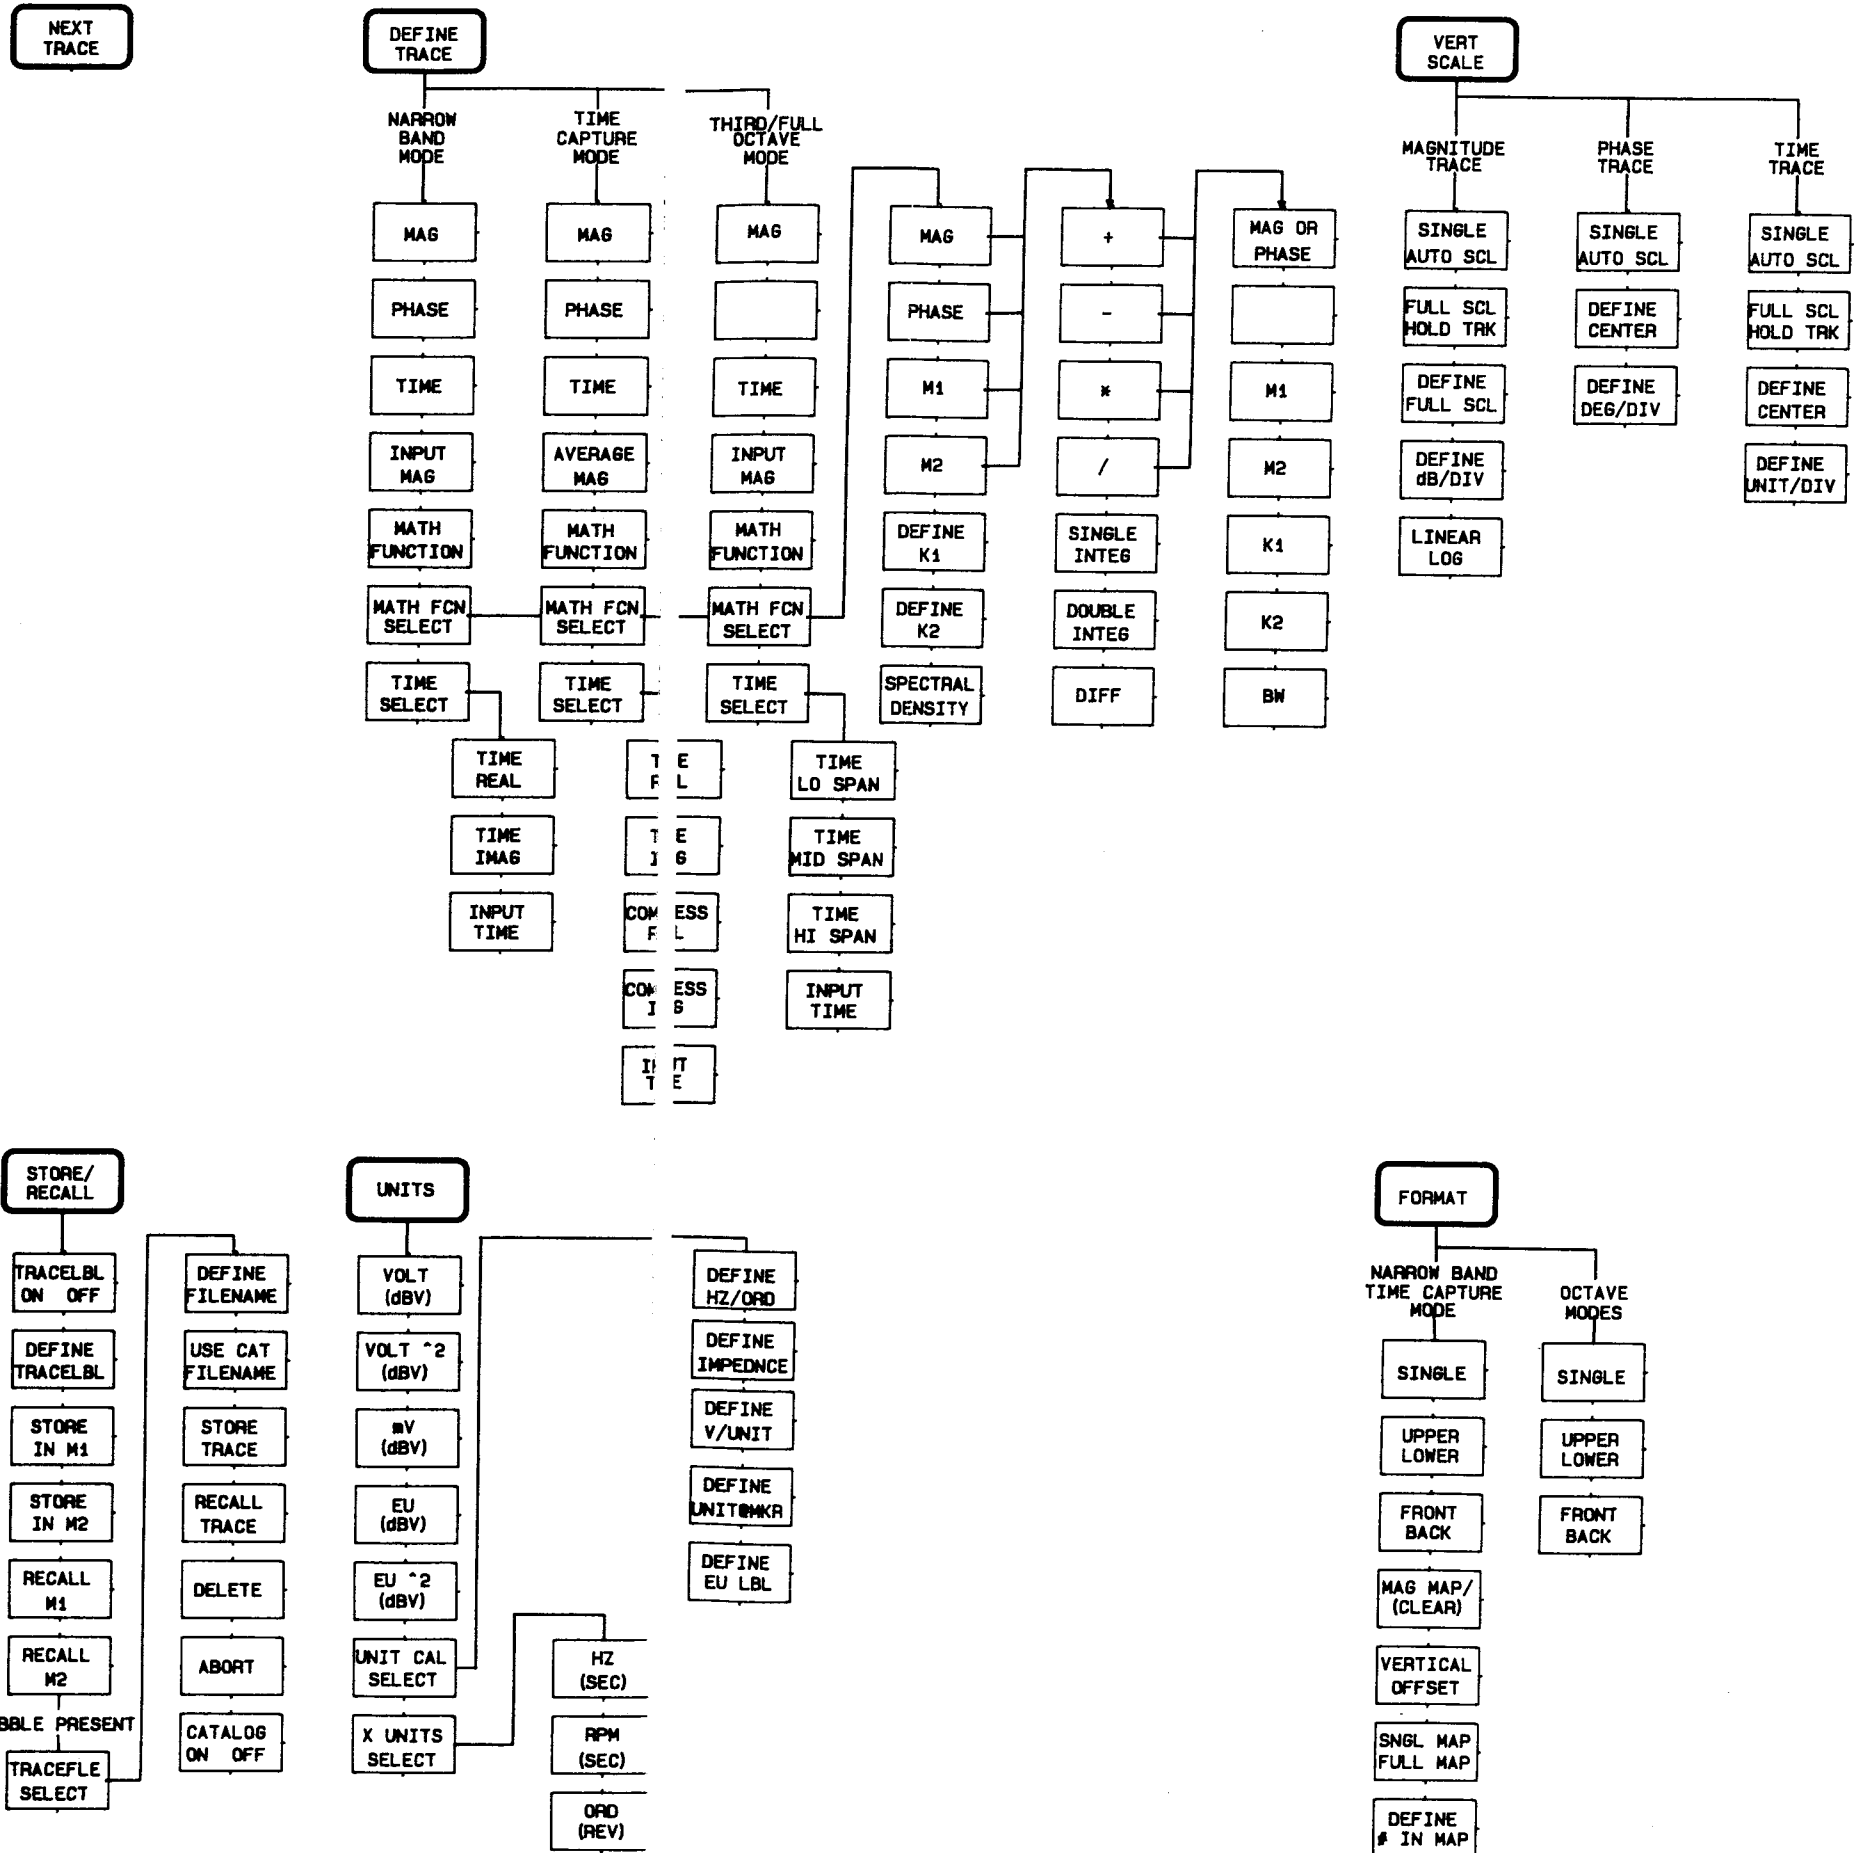 NEXT
TRACE
DEFINE
TRACE
NARROW
BAND
MODE
MAG
PHASE
TIME
INPUT
MAG
MATH
FUNCTION
MATH FCN
SELECT
TIME
SELECT
TIME
REAL
TIME
IMAG
INPUT
TIME
TIME
CAPTURE
MODE
MAG
PHASE
TIME
AVERAGE
MAG
MATH
FUNCTION
MATH FCN
SELECT
TIME
SELECT
THIRD/FULL
OCTAVE
MODE
MAG
TIME
INPUT
MAG
MATH
FUNCTION
MATH FCN
SELECT
TIME
SELECT
TIME
LO SPAN
TIME
MID SPAN
TIME
HI SPAN
INPUT
TIME
MAG
PHASE
M1
M2
DEFINE
K1
DEFINE
K2
SPECTRAL
DENSITY
+
-
*
/
SINGLE
INTEG
DOUBLE
INTEG
DIFF
MAG OR
PHASE
M1
M2
K1
K2
BW
VERT
SCALE
MAGNITUDE
TRACE
SINGLE
AUTO SCL
FULL SCL
HOLD TRK
DEFINE
FULL SCL
DEFINE
dB/DIV
LINEAR
LOG
PHASE
TRACE
SINGLE
AUTO SCL
DEFINE
CENTER
DEFINE
DEG/DIV
TIME
TRACE
SINGLE
AUTO SCL
FULL SCL
HOLD TRK
DEFINE
CENTER
DEFINE
UNIT/DIV
STORE/
RECALL
TRACELBL
ON OFF
DEFINE
TRACELBL
STORE
IN M1
STORE
IN M2
RECALL
M1
RECALL
M2
PRESENT
TRACEFLE
SELECT
DEFINE
FILENAME
USE CAT
FILENAME
STORE
TRACE
RECALL
TRACE
DELETE
ABORT
CATALOG
ON OFF
UNITS
VOLT
(dBV)
VOLT ^2
(dBV)
mV
(dBV)
EU
(dBV)
EU ^2
(dBV)
UNIT CAL
SELECT
X UNITS
SELECT
HZ
(SEC)
RPM
(SEC)
ORD
(REV)
DEFINE
HZ/ORD
DEFINE
IMPEDNCE
DEFINE
V/UNIT
DEFINE
UNIT@MKR
DEFINE
EU LBL
FORMAT
NARROW BAND
TIME CAPTURE
MODE
SINGLE
UPPER
LOWER
FRONT
BACK
MAG MAP/
(CLEAR)
VERTICAL
OFFSET
SNGL MAP
FULL MAP
DEFINE
# IN MAP
OCTAVE
MODES
SINGLE
UPPER
LOWER
FRONT
BACK